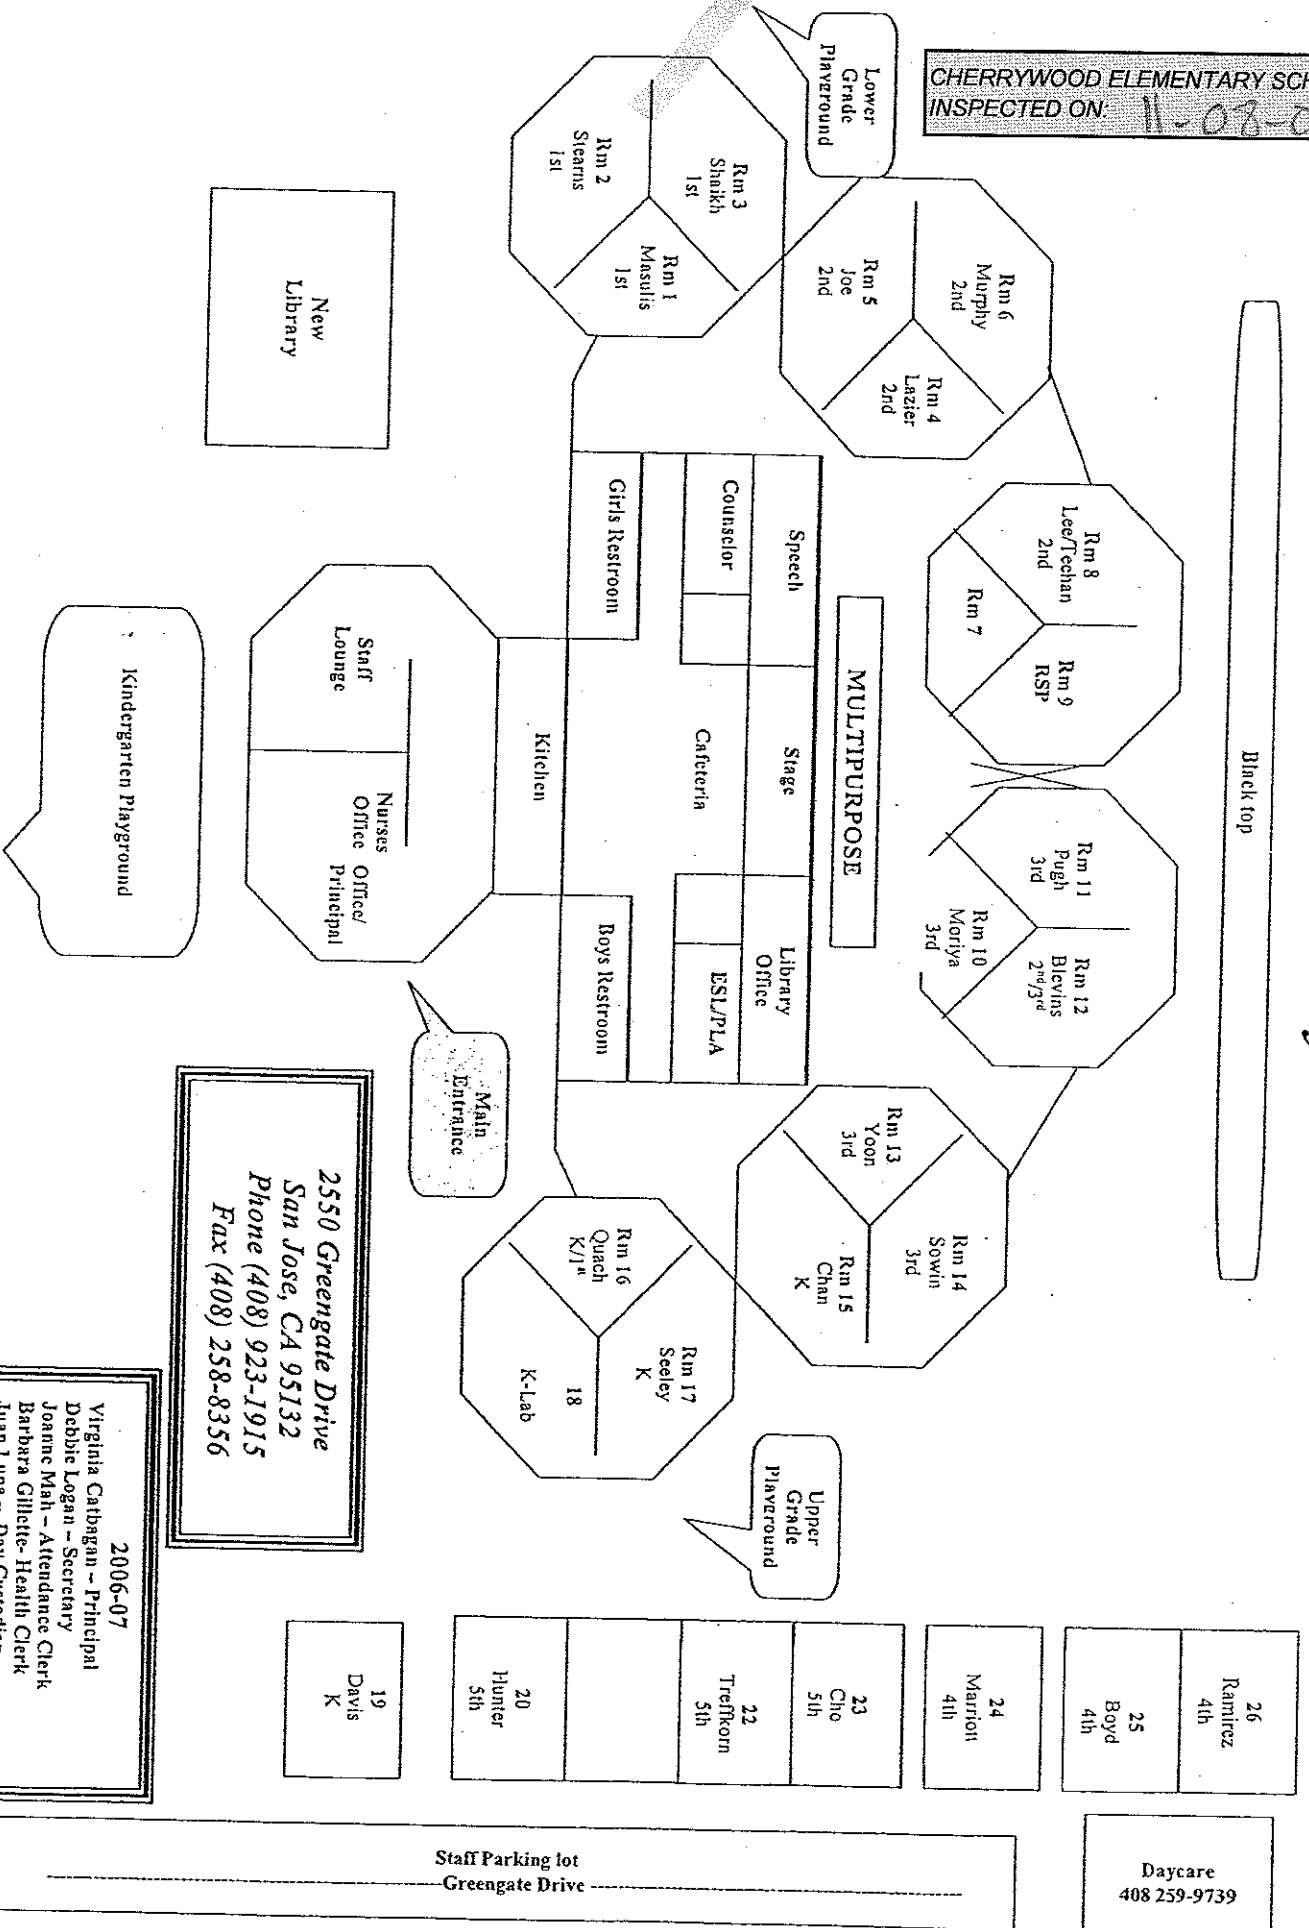 CHERRYWOOD ELEMENTARY
INSPECTED ON:
Lower
Grade
Playground
Black top
Rm 6
Murphy
2nd
Rm 5
Joe
2nd
Rm 4
Lazier
2nd
Rm 3
Shaikh
1st
Rm 2
Stearns
1st
Rm 1
Masulis
1st
Rm 8
Lee/Techan
2nd
Rm 7
Rm 9
RSP
Rm 11
Pugh
3rd
Rm 10
Moriya
3rd
Rm 12
Blevins
2nd/3rd
MULTIPURPOSE
Speech
Stage
Library
Office
Counselor
Cafeteria
ESL/PLA
Girls Restroom
Boys Restroom
Kitchen
Rm 13
Yoon
3rd
Rm 14
Sowin
3rd
Rm 15
Chan
K
Rm 16
Quach
K/1st
Rm 17
Seeley
K
18
K-Lab
New
Library
Staff
Lounge
Nurses
Office
Office/
Principal
Kindergarten Playground
Main
Entrance
Upper
Grade
Playground
26
Ramirez
4th
25
Boyd
4th
24
Marrion
4th
23
Cho
5th
22
Treffkorn
5th
20
Hunter
5th
19
Davis
K
Daycare
408 259-9739
Staff Parking lot
Greengate Drive
2550 Greengate Drive
San Jose, CA 95132
Phone (408) 923-1915
Fax (408) 258-8356
2006-07
Virginia Catbagan – Principal
Debbie Logan – Secretary
Joanne Mah – Attendance Clerk
Barbara Gillette- Health Clerk